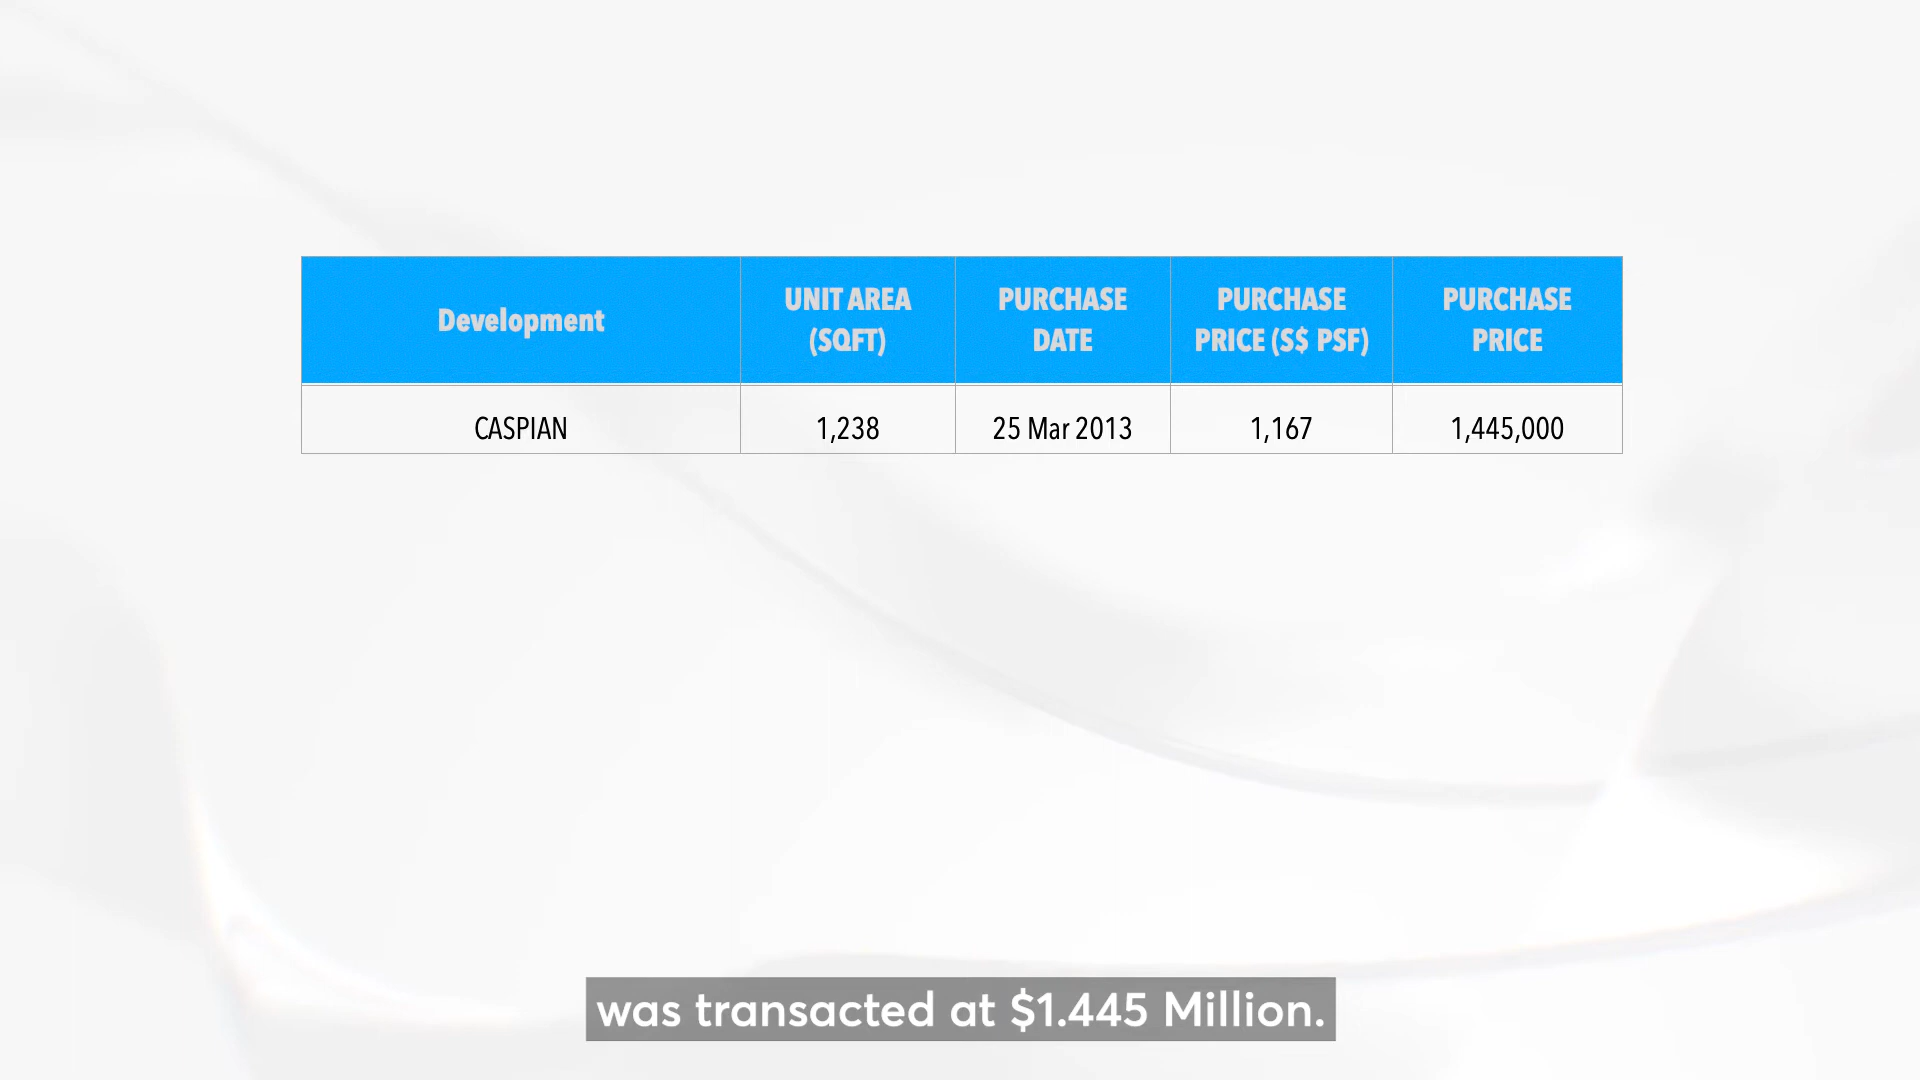 Development
UNIT AREA
(SQFT)
PURCHASE
DATE
PURCHASE
PRICE (S$ PSF)
PURCHASE
PRICE
CASPIAN
1,238
25 Mar 2013
1,167
1,445,000
was transacted at $1.445 Million.